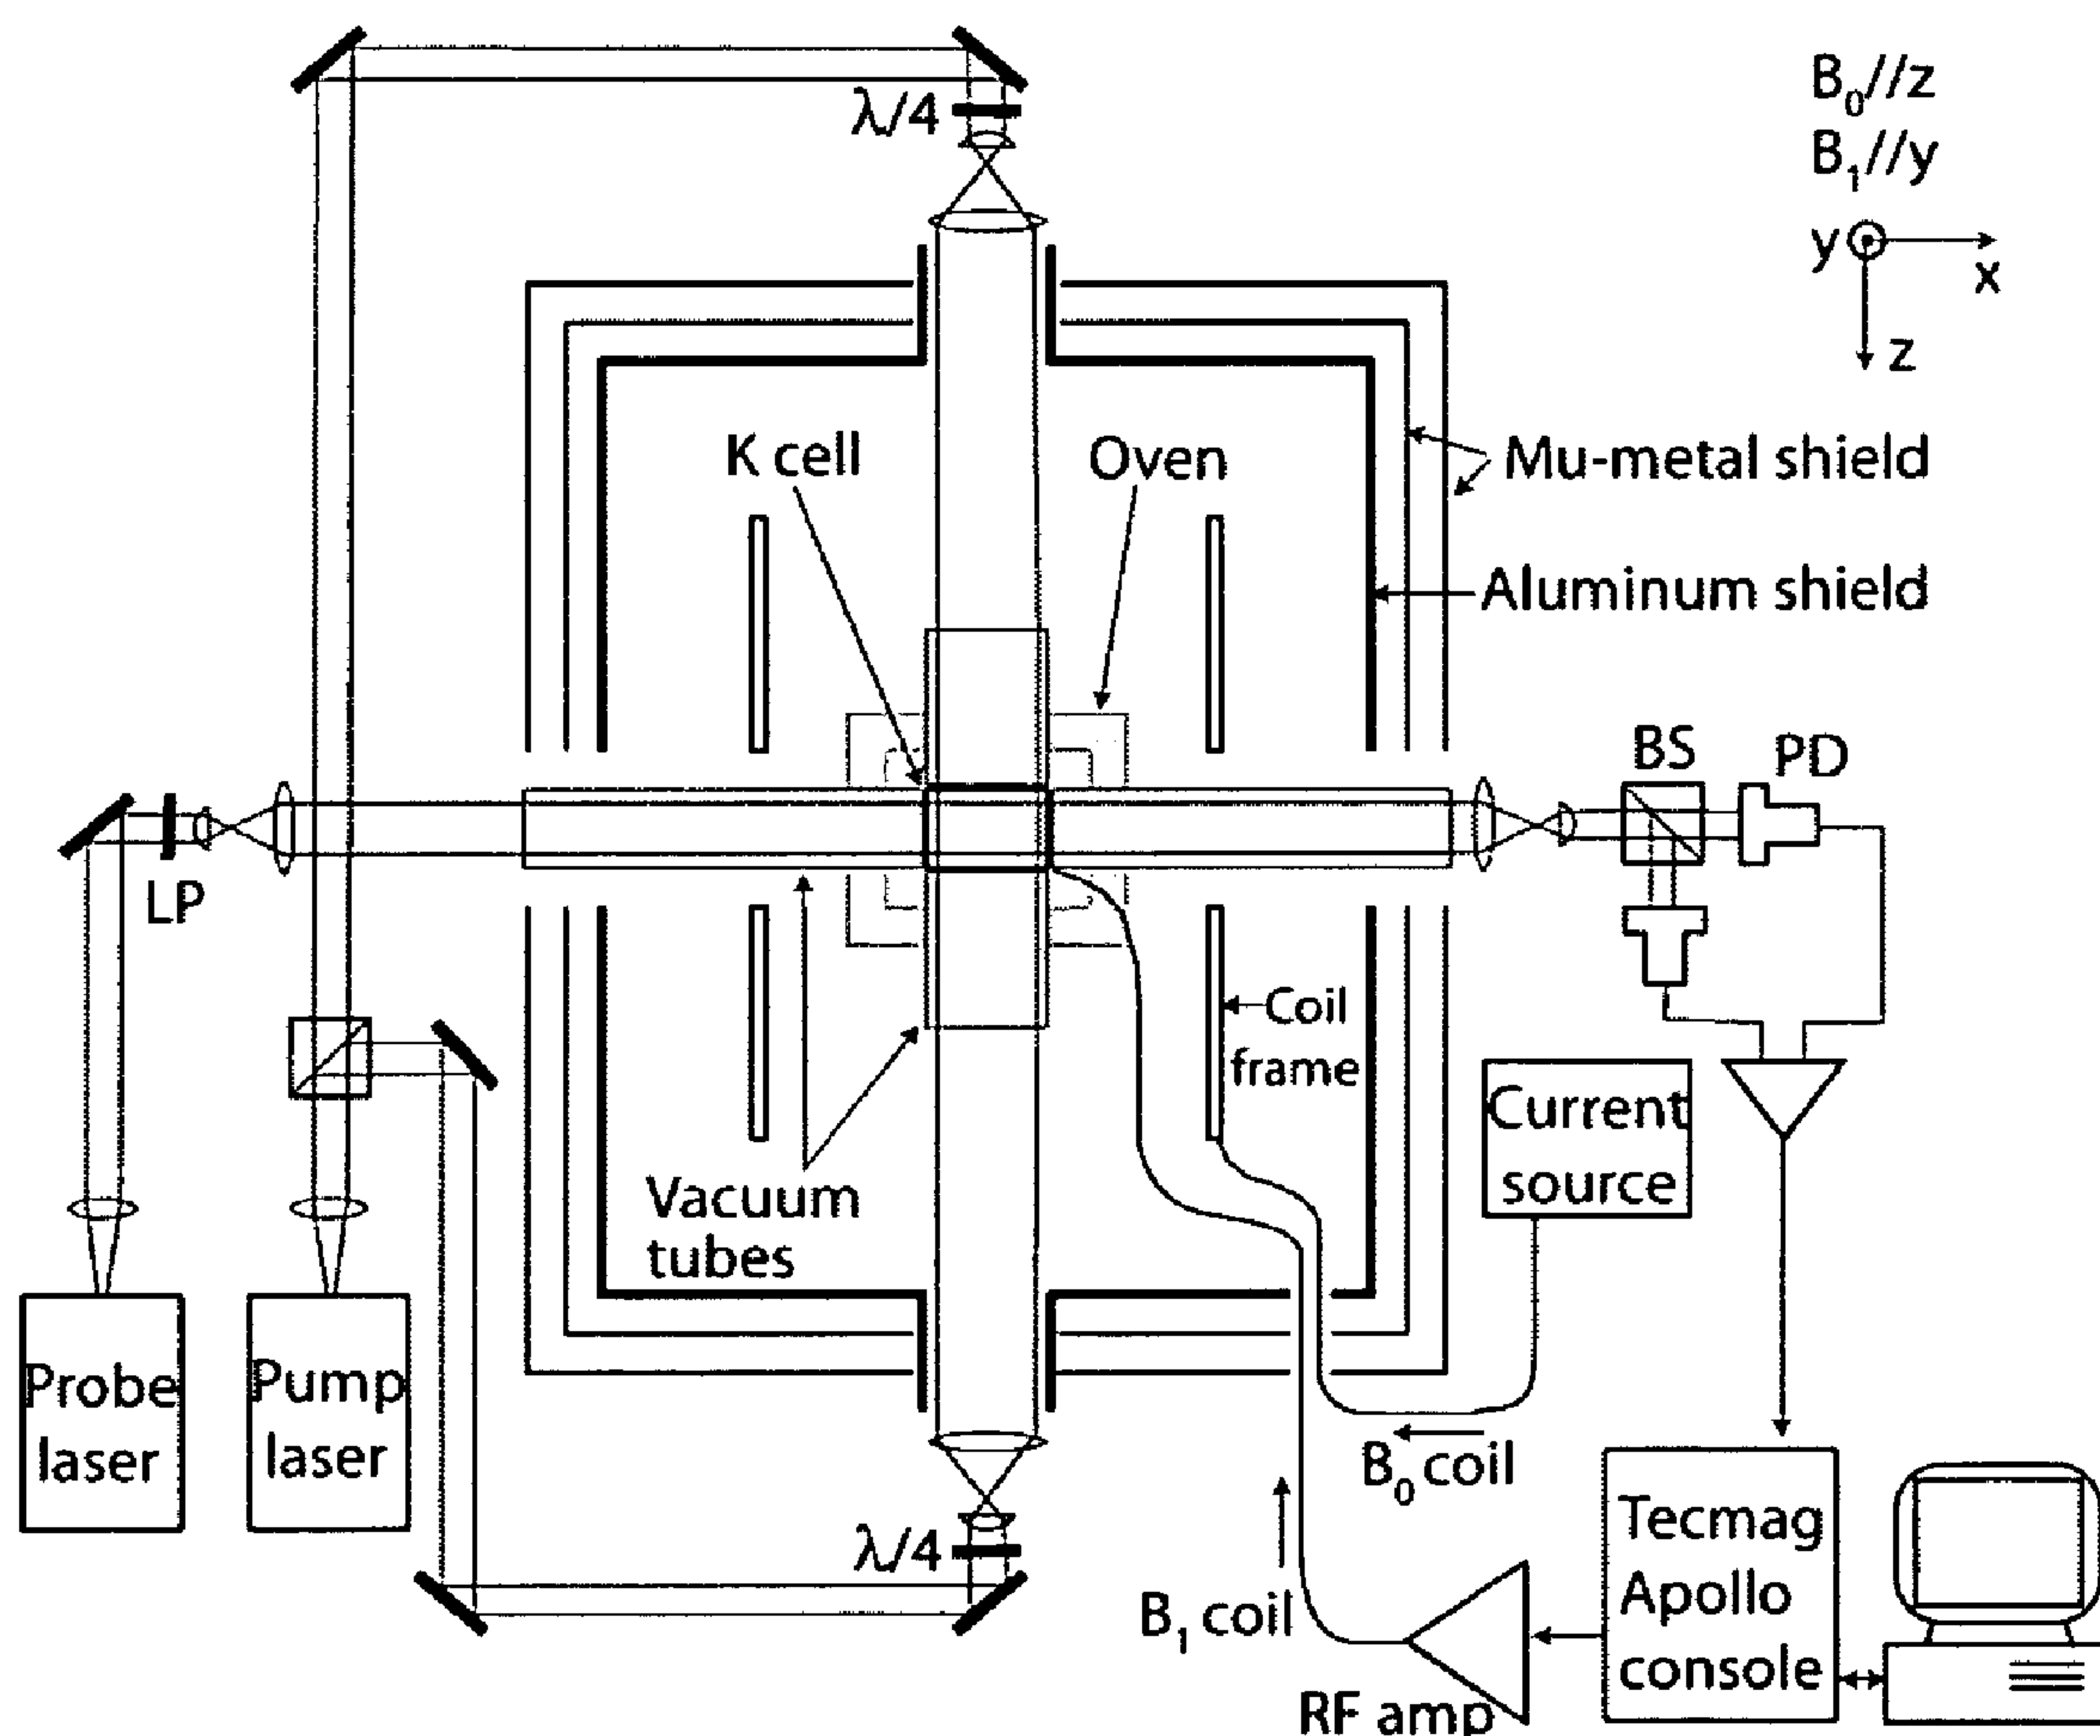 λ/4
B0//z
B1//y
y
x
z
K cell
Oven
Mu-metal shield
Aluminum shield
BS
PD
LP
Coil
frame
Current
source
Vacuum
tubes
Probe
laser
Pump
laser
B0 coil
λ/4
B1 coil
RF amp
Tecmag
Apollo
console